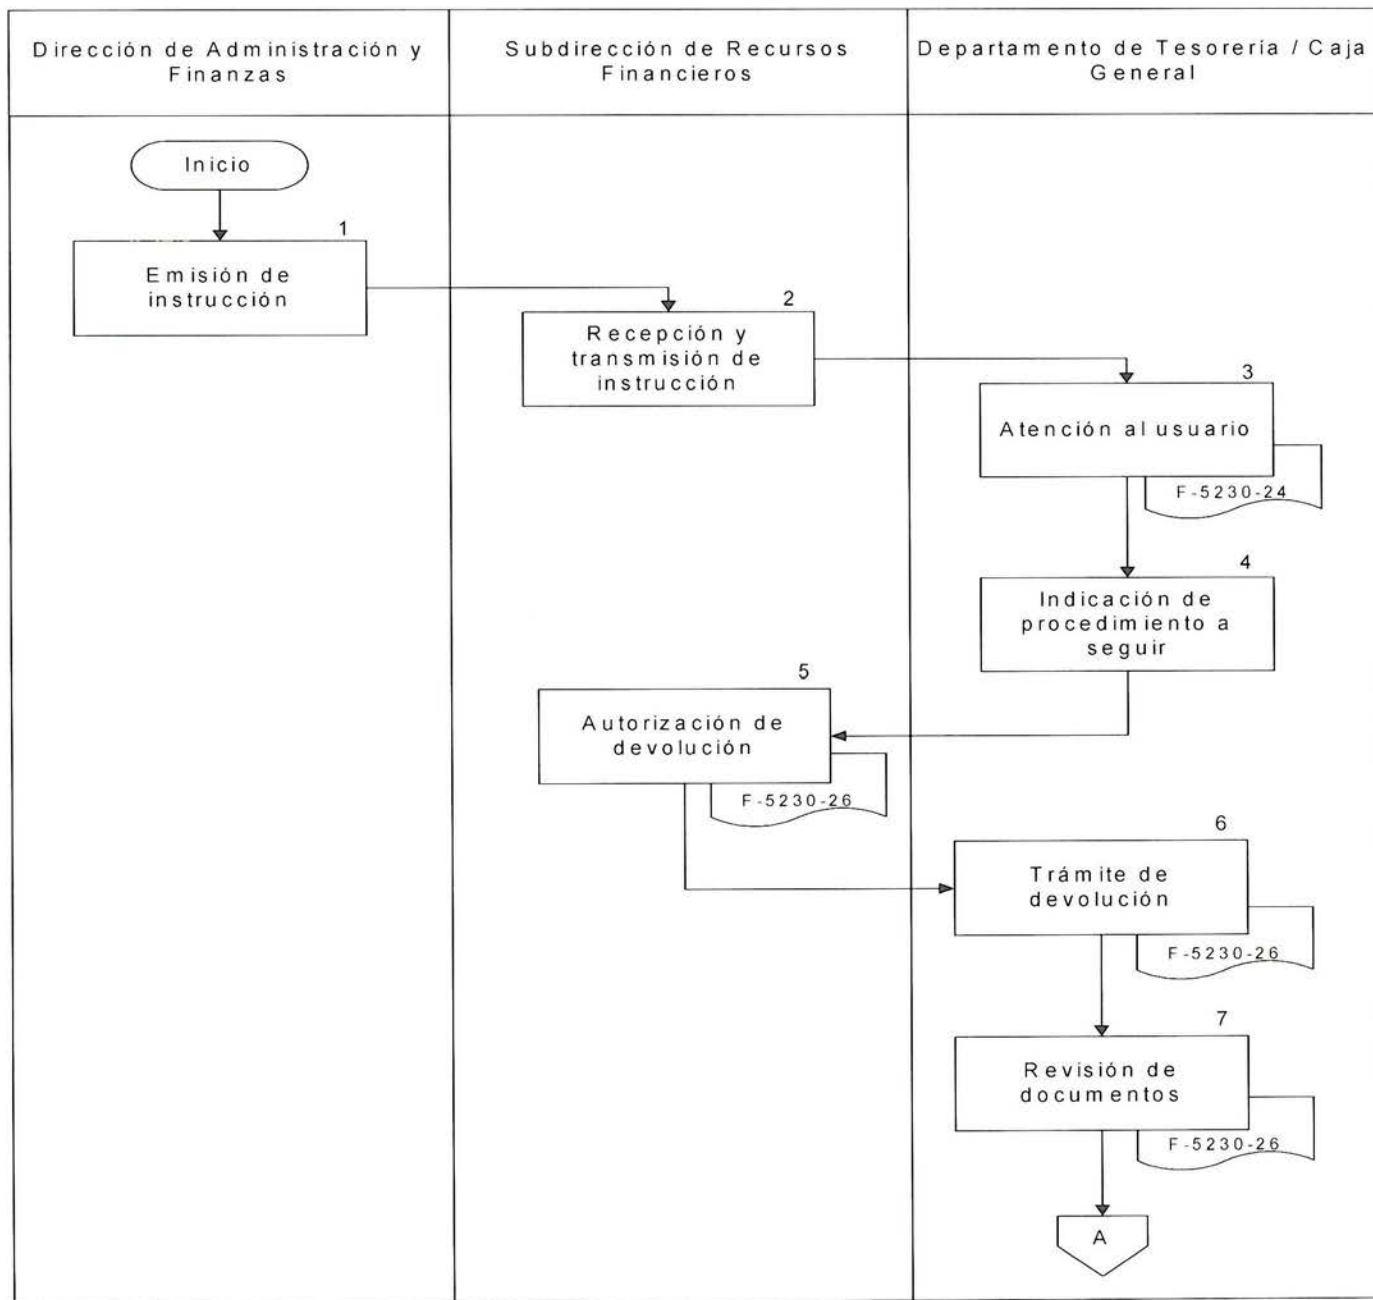 Dirección de Administración y
Finanzas
Subdirección de Recursos
Financieros
Departamento de Tesorería / Caja
General
Inicio
1
Emisión de
instrucción
2
Recepción y
transmisión de
instrucción
3
Atención al usuario
F-5230-24
4
Indicación de
procedimiento a
seguir
5
Autorización de
devolución
F-5230-26
6
Trámite de
devolución
F-5230-26
7
Revisión de
documentos
F-5230-26
A